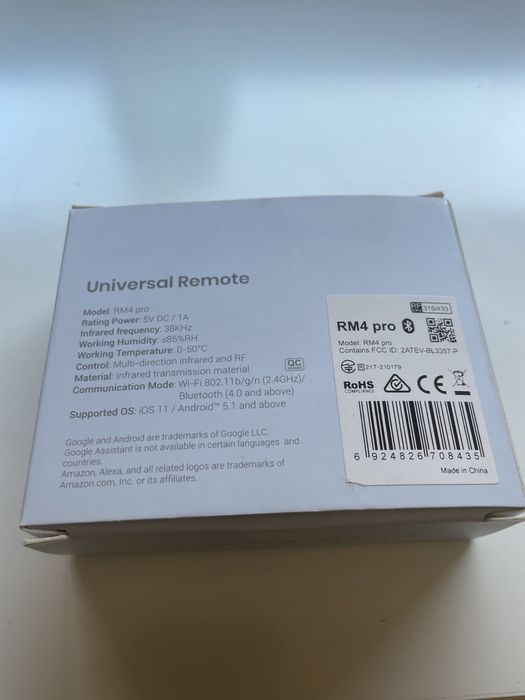 Universal Remote
Model: RM4 pro
Rating Power: 5V DC / 1A
Infrared frequency: 38KHz
Working Humidity: ≤85%RH
Working Temperature: 0-50°C
Control: Multi-direction infrared and RF
Material: Infrared transmission material
Communication Mode: Wi-Fi 802.11b/g/n (2.4GHz)/
Bluetooth (4.0 and above)
Supported OS: iOS 11 / Android™ 5.1 and above
QC
Google and Android are trademarks of Google LLC.
Google Assistant is not available in certain languages and
countries.
Amazon, Alexa, and all related logos are trademarks of
Amazon.com, Inc. or its affiliates.
315/433
RM4 pro
Model: RM4 pro
Contains FCC ID: 2ATEV-BL3357-P
217-210179
RoHS
COMPLIANCE
CE
6 924826 708435
Made in China